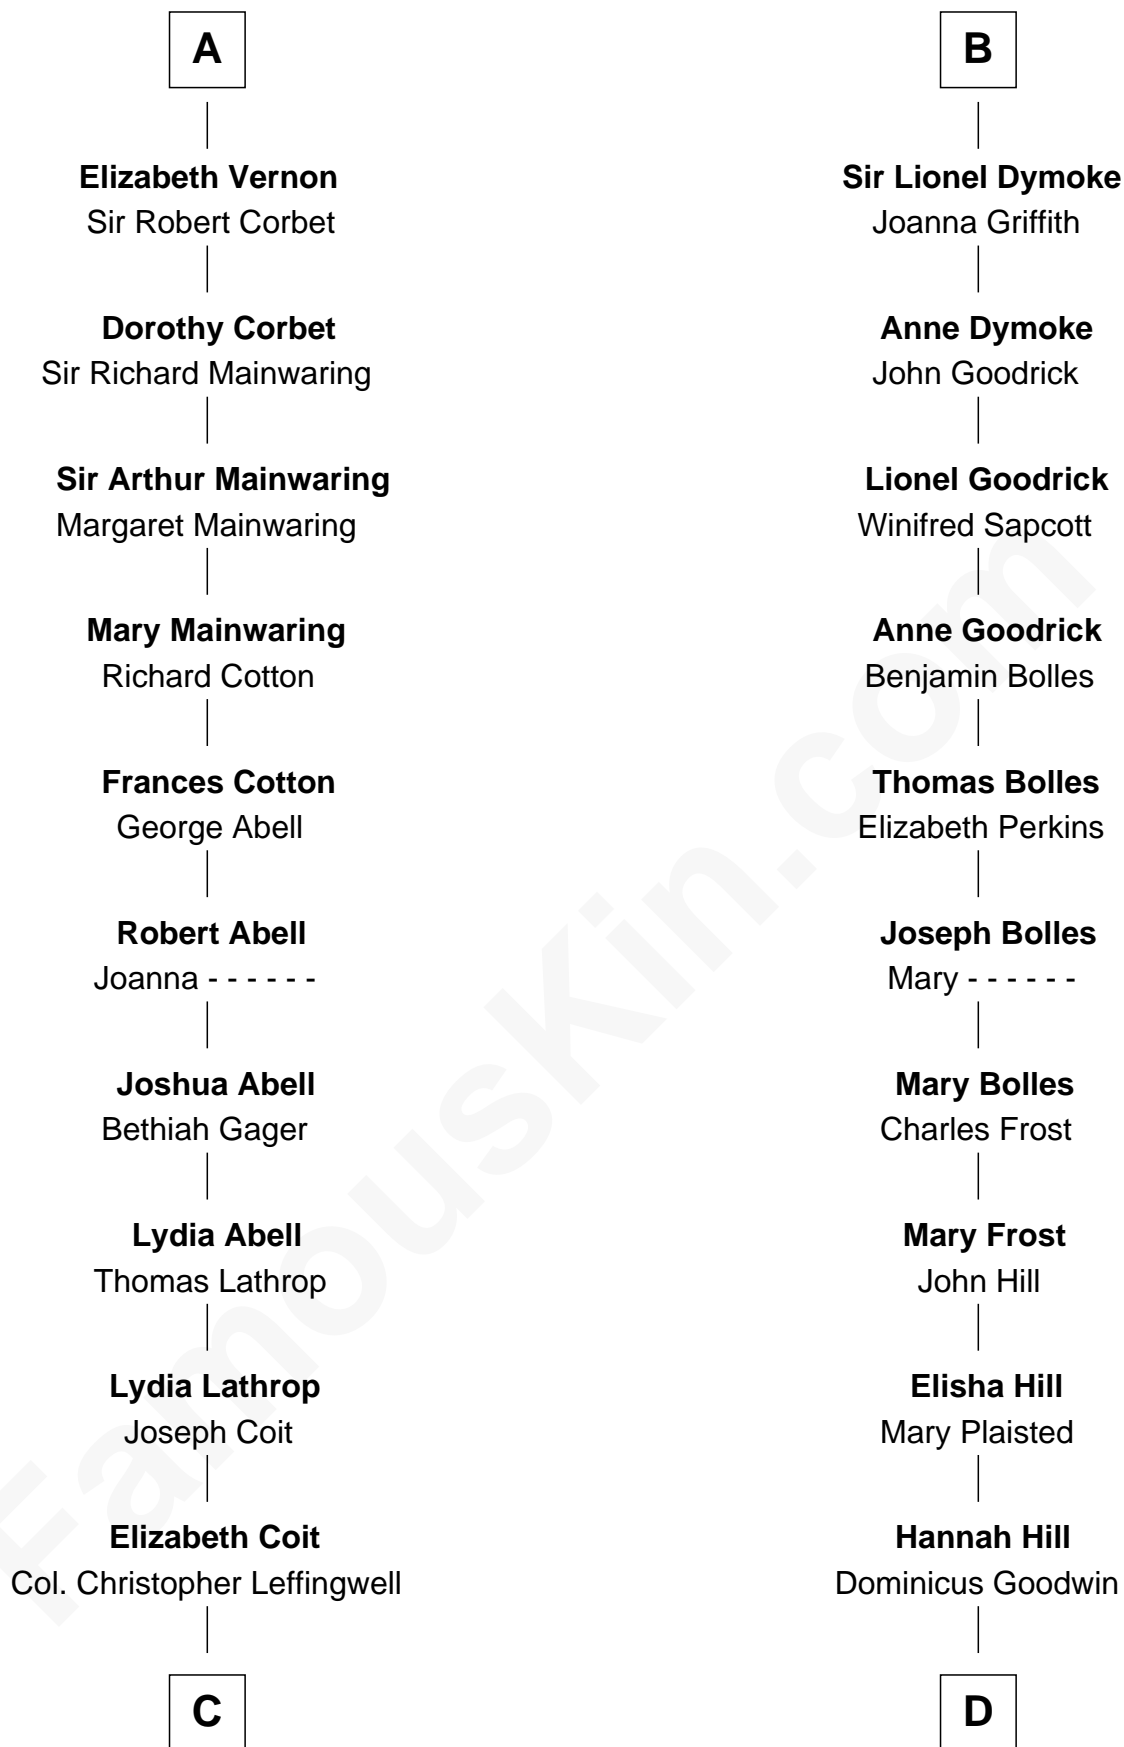 A
Elizabeth Vernon
Sir Robert Corbet
Dorothy Corbet
Sir Richard Mainwaring
Sir Arthur Mainwaring
Margaret Mainwaring
Mary Mainwaring
Richard Cotton
Frances Cotton
George Abell
Robert Abell
Joanna - - - - - -
Joshua Abell
Bethiah Gager
Lydia Abell
Thomas Lathrop
Lydia Lathrop
Joseph Coit
Elizabeth Coit
Col. Christopher Leffingwell
C
B
Sir Lionel Dymoke
Joanna Griffith
Anne Dymoke
John Goodrick
Lionel Goodrick
Winifred Sapcott
Anne Goodrick
Benjamin Bolles
Thomas Bolles
Elizabeth Perkins
Joseph Bolles
Mary - - - - - -
Mary Bolles
Charles Frost
Mary Frost
John Hill
Elisha Hill
Mary Plaisted
Hannah Hill
Dominicus Goodwin
D
FamousKin.com